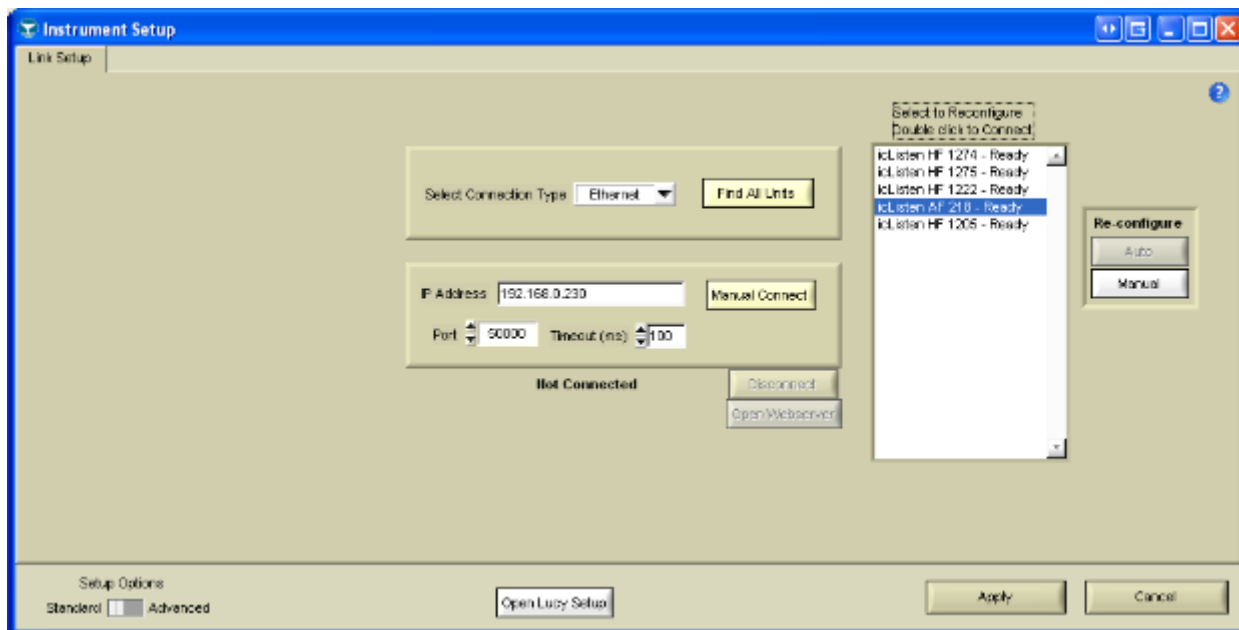 Instrument Setup
Link Setup
Select to Reconfigure
Double click to Connect
icListen HF 1274 - Ready
icListen HF 1275 - Ready
icListen HF 1222 - Ready
icListen AF 218 - Ready
icListen HF 1205 - Ready
Select Connection Type Ethernet Find All Units
Re-configure
Auto
Manual
IP Address 192.168.0.230 Manual Connect
Port 50000 Timeout (ms) 100
Not Connected Disconnect
Open Webserver
Setup Options
Standard Advanced
Open Lucy Setup
Apply
Cancel